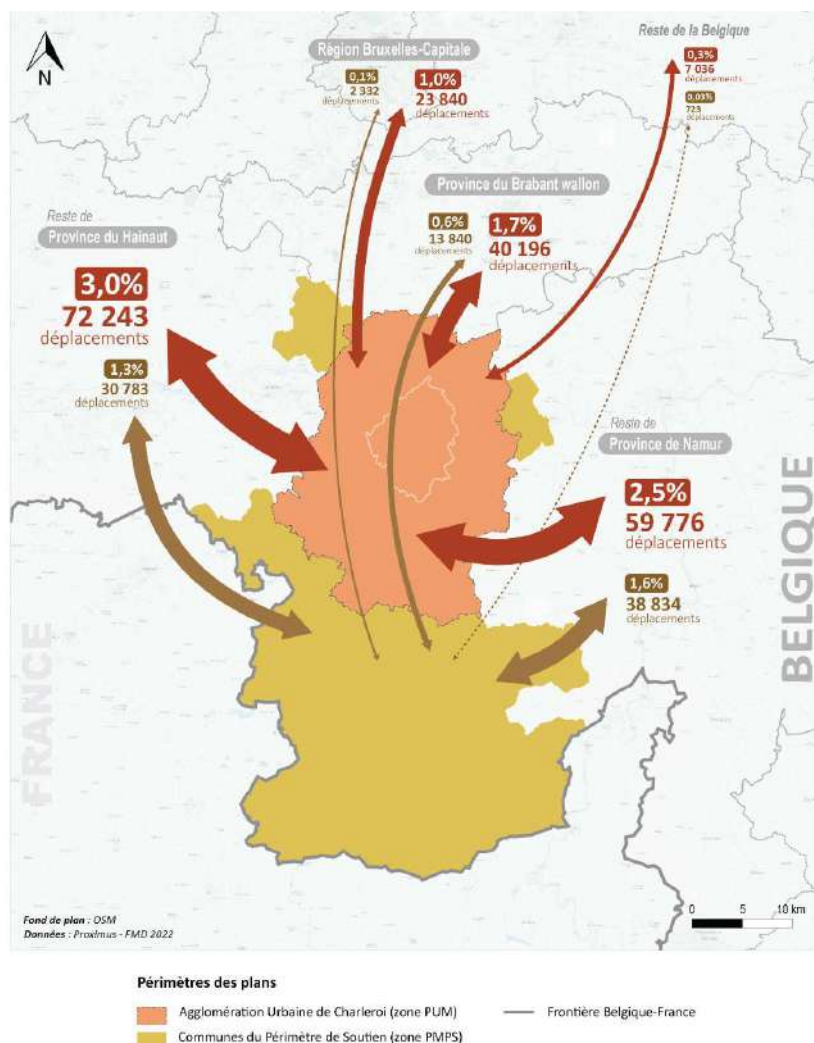 N
Région Bruxelles-Capitale
0,1%
2 332
déplacements
1,0%
23 840
déplacements
Reste de la Belgique
0,3%
7 036
déplacements
0,03%
723
déplacements
Province du Brabant wallon
0,6%
13 840
déplacements
1,7%
40 196
déplacements
Reste de
Province du Hainaut
3,0%
72 243
déplacements
1,3%
30 783
déplacements
Reste de
Province de Namur
2,5%
59 776
déplacements
1,6%
38 834
déplacements
FRANCE
BELGIQUE
Fond de plan : OSM
Données : Proximus - FMD 2022
0 5 10 km
Périmètres des plans
Agglomération Urbaine de Charleroi (zone PUM)
Frontière Belgique-France
Communes du Périmètre de Soutien (zone PMPS)